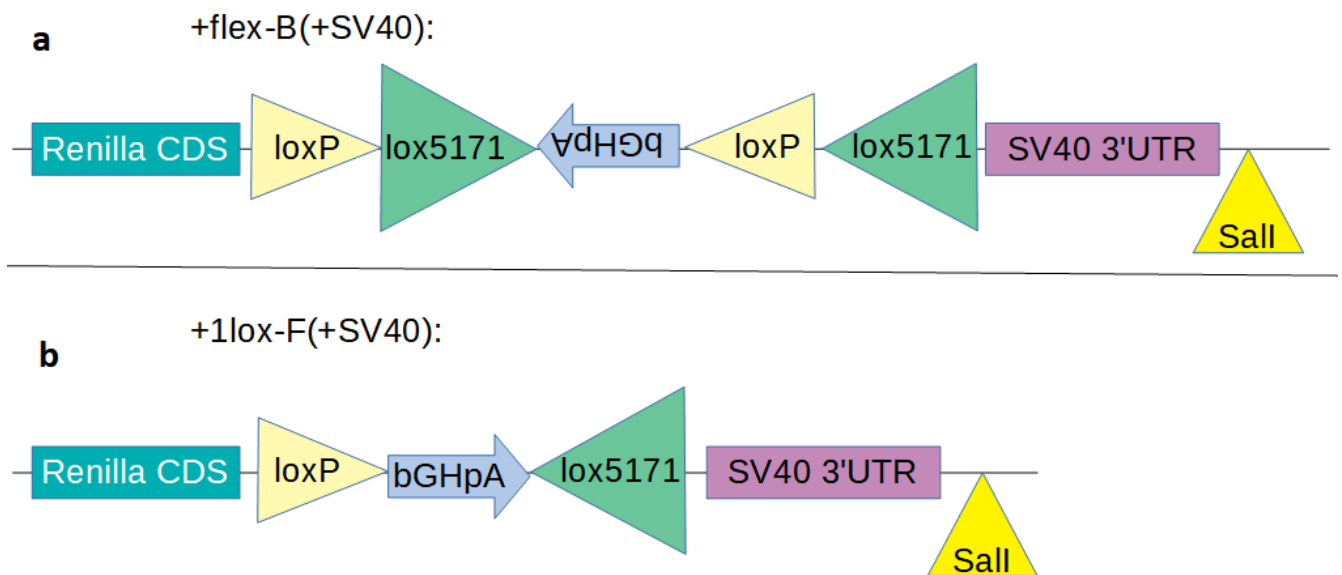 a
+flex-B(+SV40):
Renilla CDS loxP lox5171 bGHpA loxP lox5171 SV40 3'UTR
SalI
b
+1lox-F(+SV40):
Renilla CDS loxP bGHpA lox5171 SV40 3'UTR
SalI